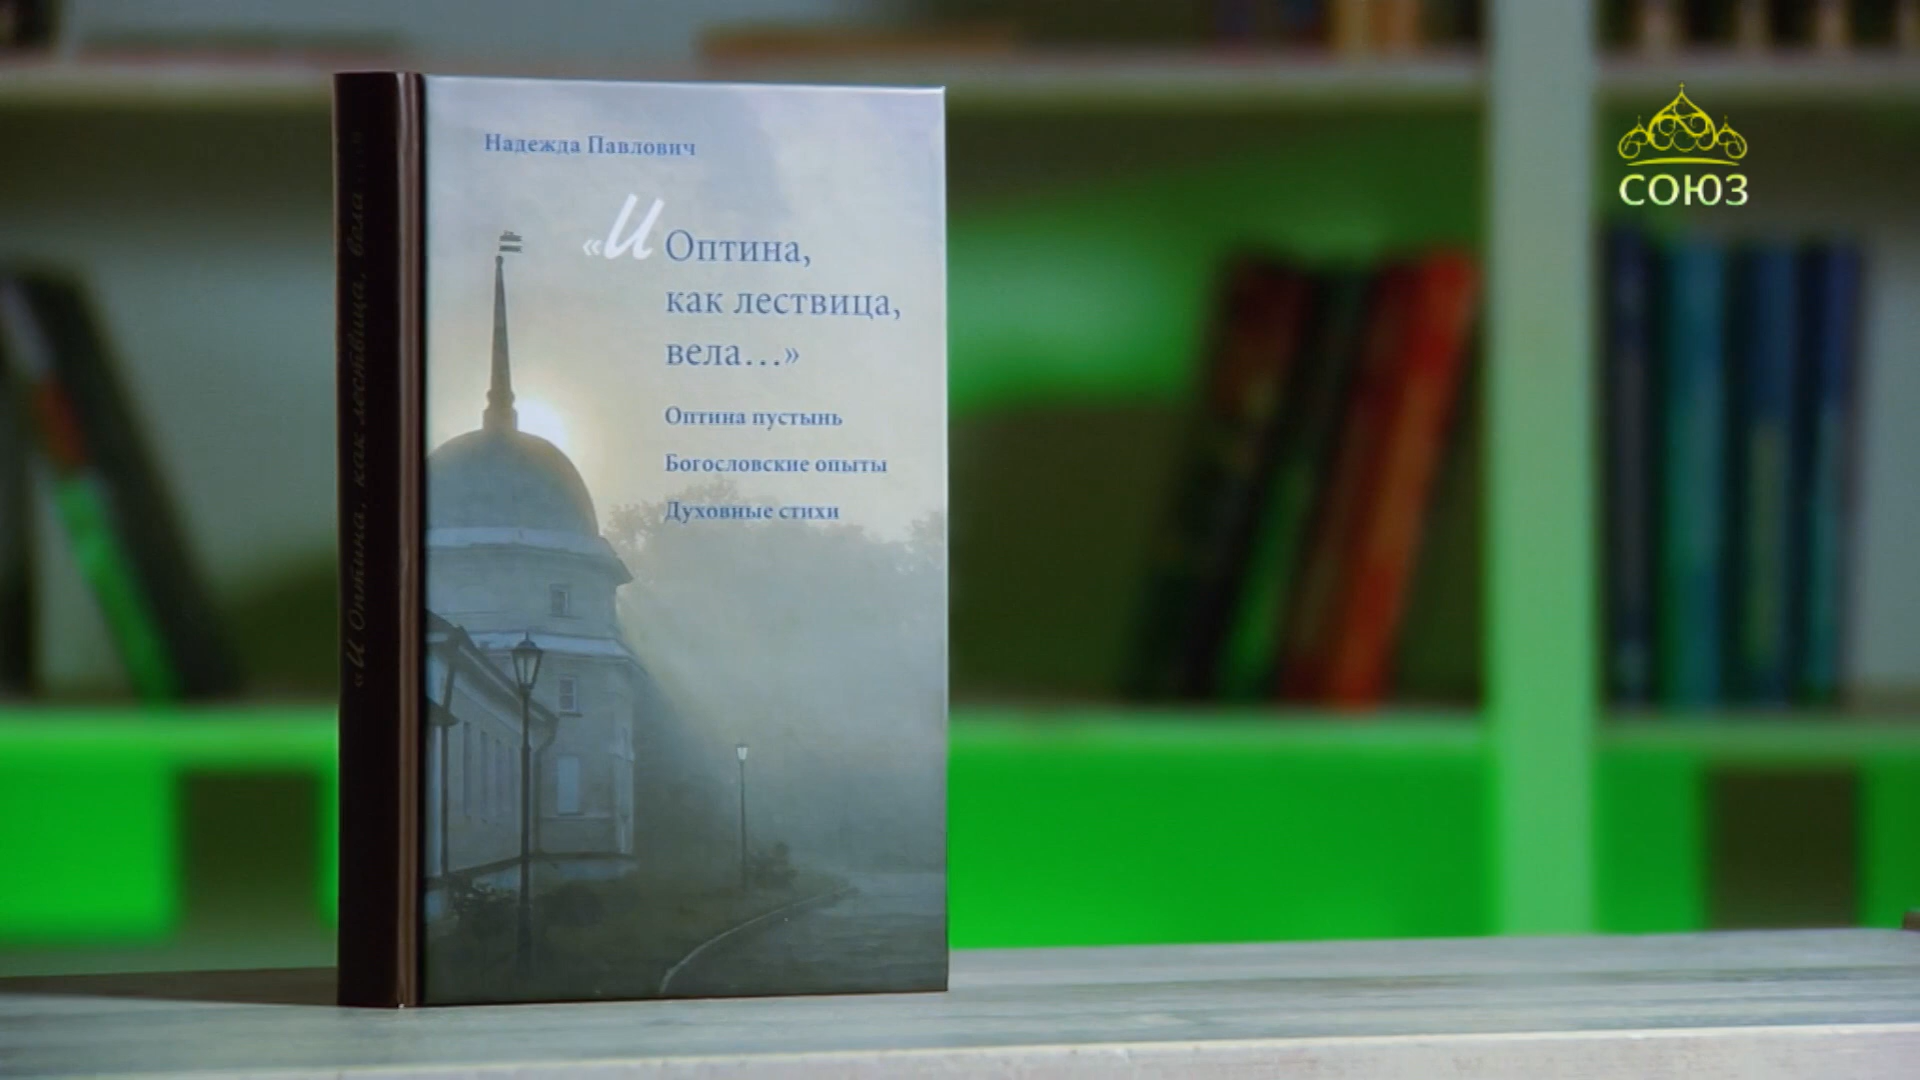 Надежда Павлович
«И Оптина,
как лествица,
вела...»
Оптина пустынь
Богословские опыты
Духовные стихи
«И Оптина, как лествица, вела...»
СОЮЗ